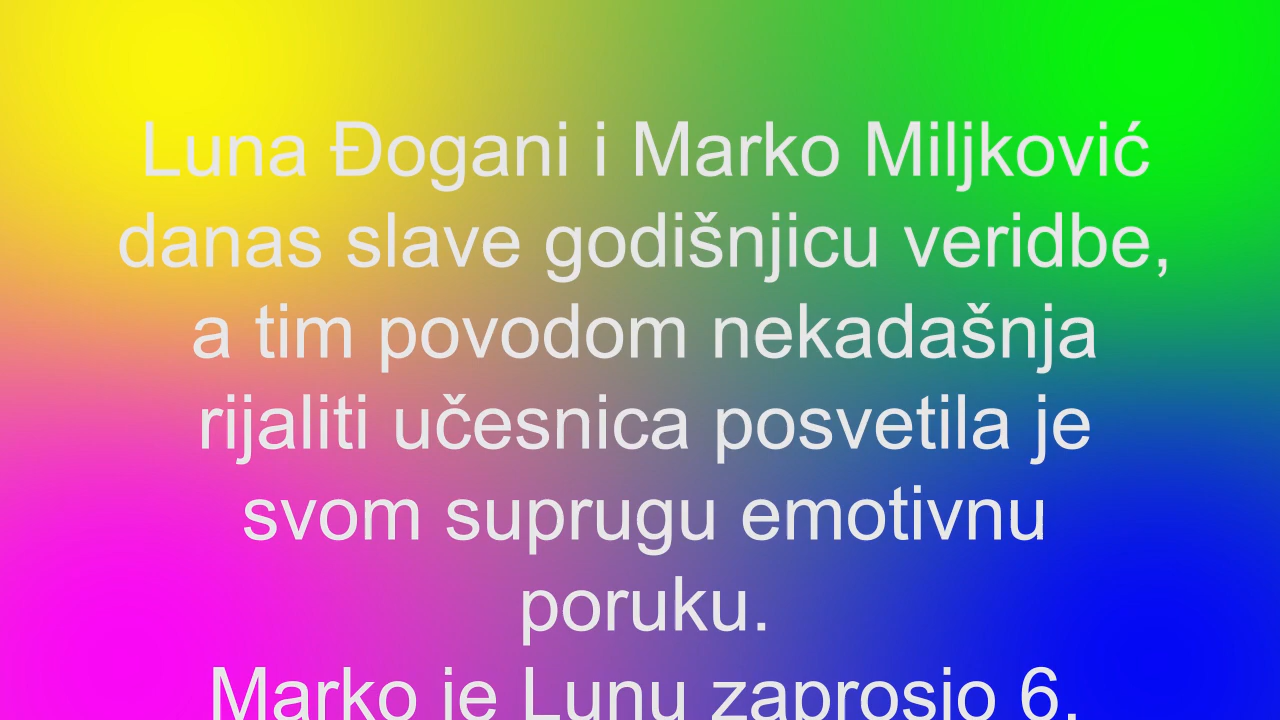 Luna Đogani i Marko Miljković
danas slave godišnjicu veridbe,
a tim povodom nekadašnja
rijaliti učesnica posvetila je
svom suprugu emotivnu
poruku.
Marko je Lunu zaprosio 6.